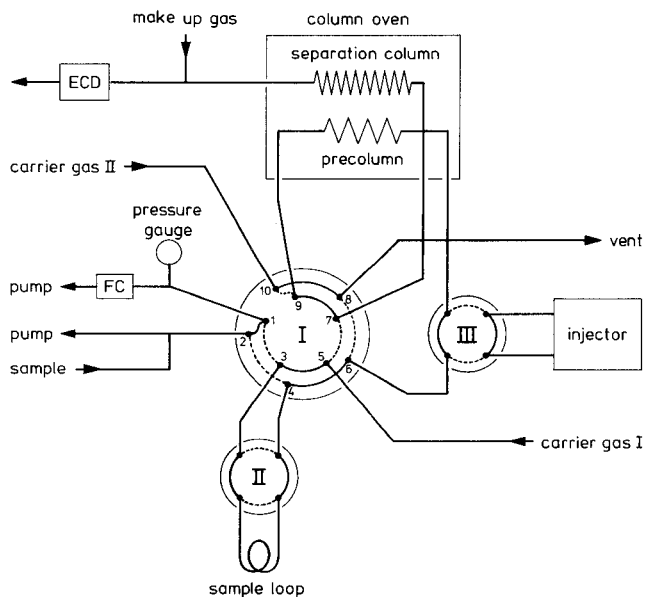 make up gas
column oven
separation column
ECD
precolumn
carrier gas II
pressure
gauge
vent
pump
FC
10
9
8
7
1
2
I
III
injector
pump
sample
3
5
6
4
carrier gas I
II
sample loop